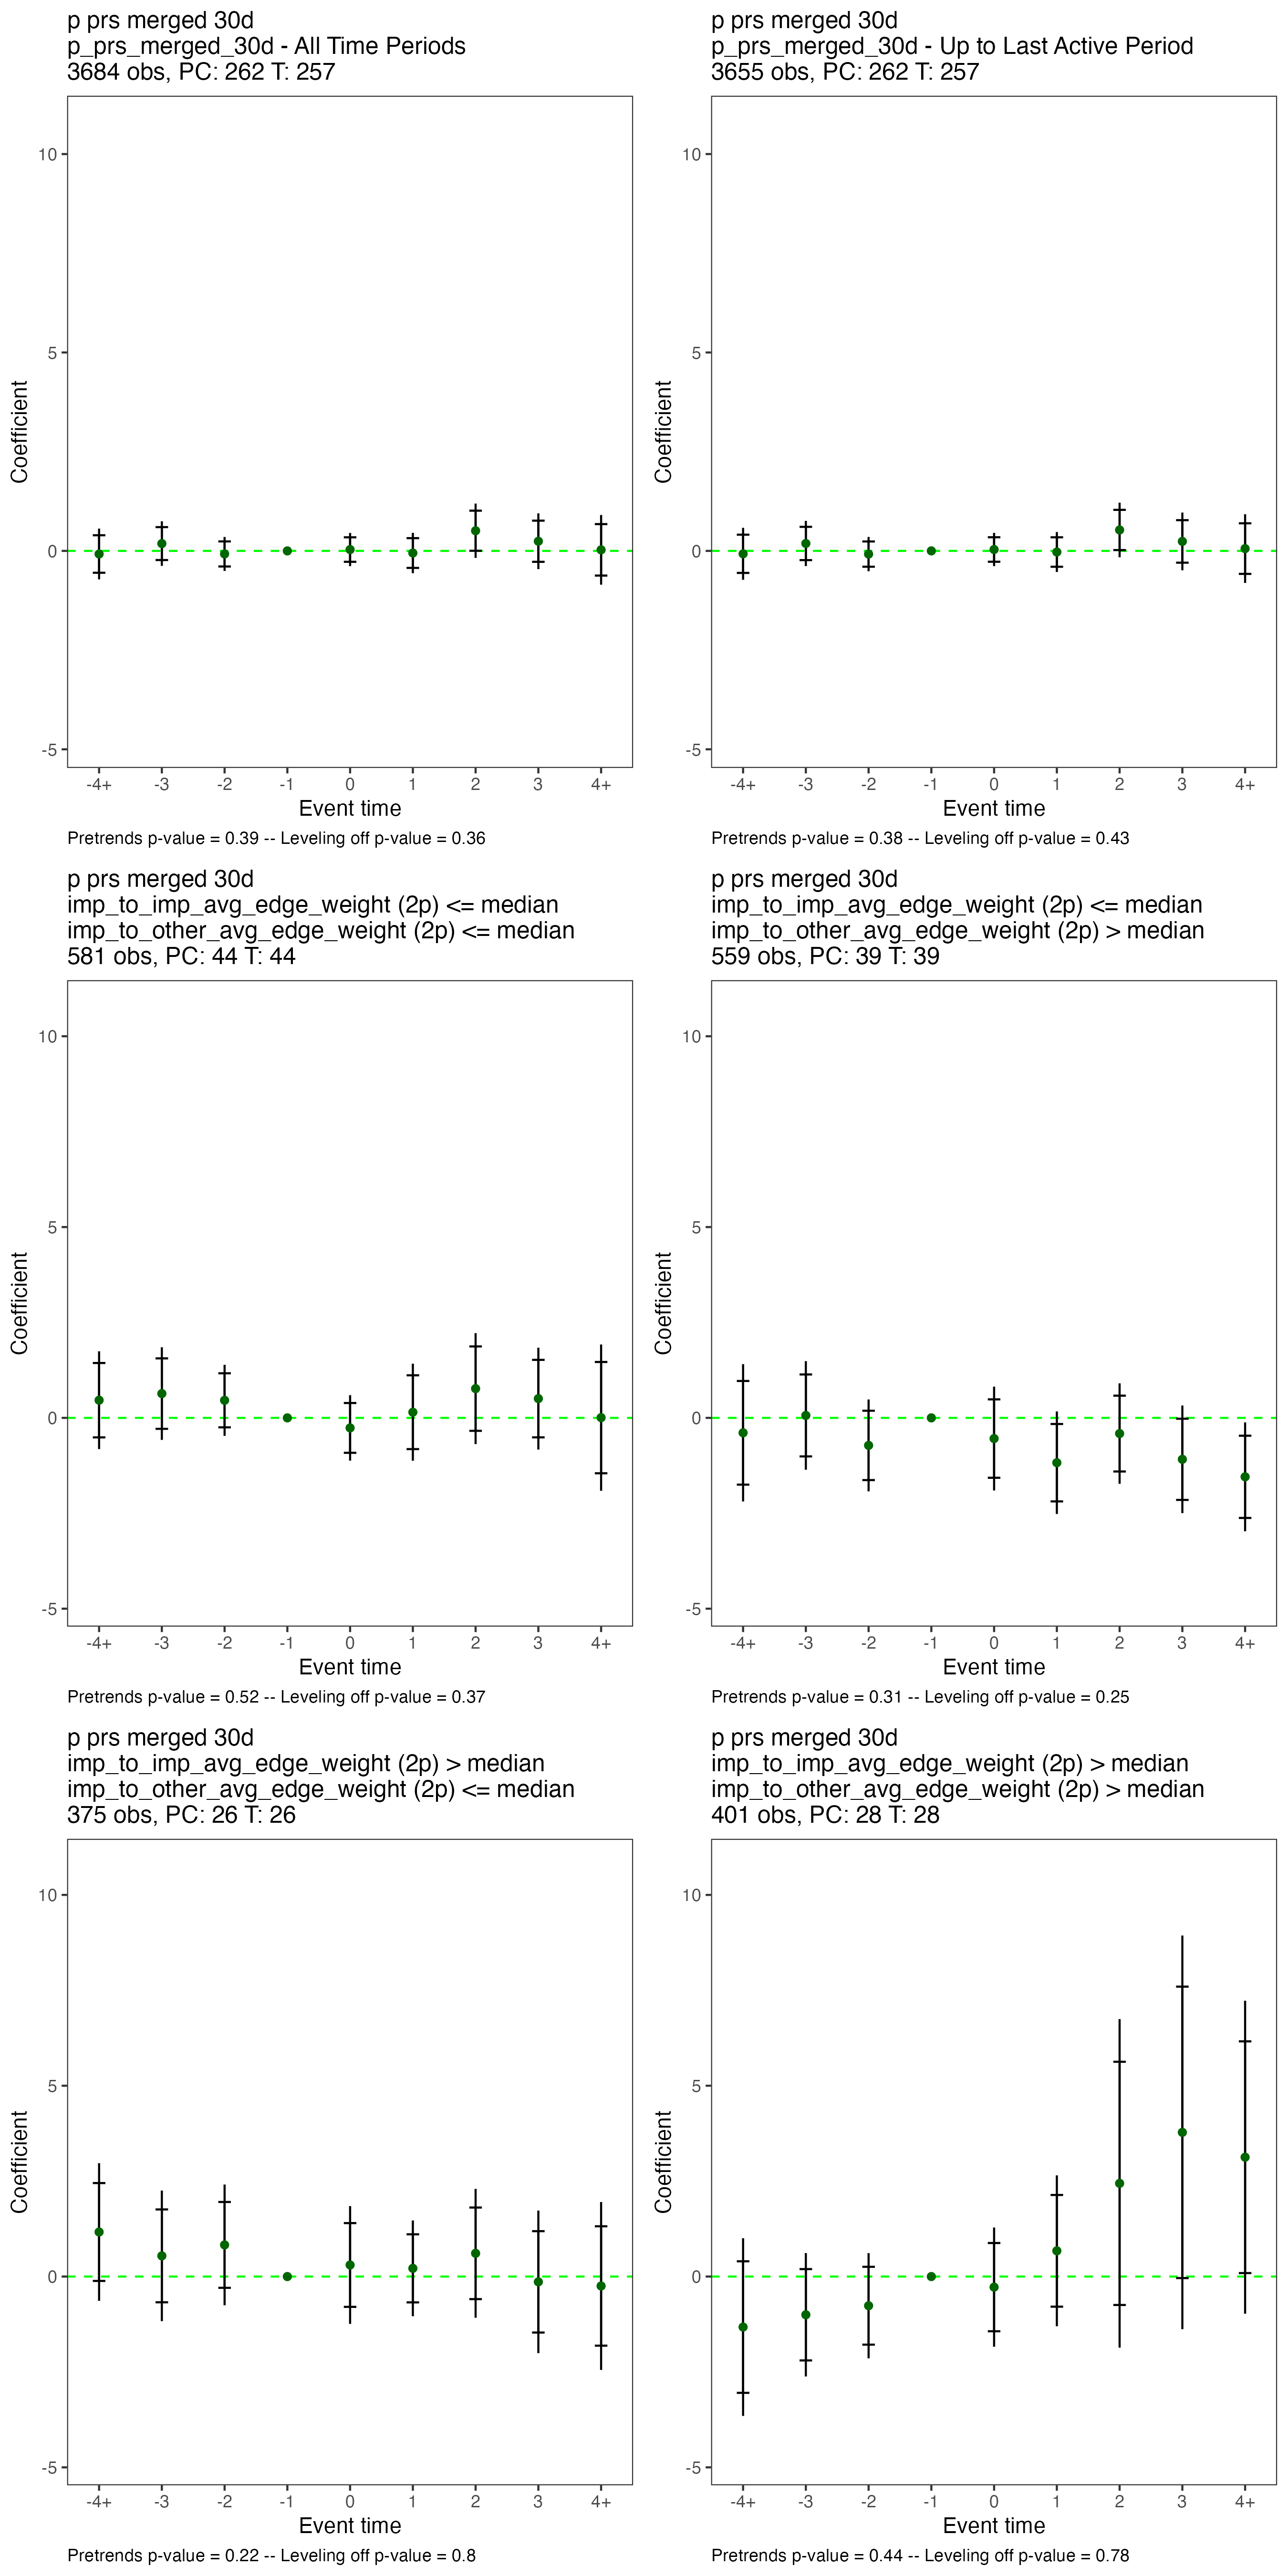 p prs merged 30d
p_prs_merged_30d - All Time Periods
3684 obs, PC: 262 T: 257
10
5
0
-5
Coefficient
-4+ -3 -2 -1 0 1 2 3 4+
Event time
Pretrends p-value = 0.39 -- Leveling off p-value = 0.36
p prs merged 30d
p_prs_merged_30d - Up to Last Active Period
3655 obs, PC: 262 T: 257
10
5
0
-5
Coefficient
-4+ -3 -2 -1 0 1 2 3 4+
Event time
Pretrends p-value = 0.38 -- Leveling off p-value = 0.43
p prs merged 30d
imp_to_imp_avg_edge_weight (2p) <= median
imp_to_other_avg_edge_weight (2p) <= median
581 obs, PC: 44 T: 44
10
5
0
-5
Coefficient
-4+ -3 -2 -1 0 1 2 3 4+
Event time
Pretrends p-value = 0.52 -- Leveling off p-value = 0.37
p prs merged 30d
imp_to_imp_avg_edge_weight (2p) <= median
imp_to_other_avg_edge_weight (2p) > median
559 obs, PC: 39 T: 39
10
5
0
-5
Coefficient
-4+ -3 -2 -1 0 1 2 3 4+
Event time
Pretrends p-value = 0.31 -- Leveling off p-value = 0.25
p prs merged 30d
imp_to_imp_avg_edge_weight (2p) > median
imp_to_other_avg_edge_weight (2p) <= median
375 obs, PC: 26 T: 26
10
5
0
-5
Coefficient
-4+ -3 -2 -1 0 1 2 3 4+
Event time
Pretrends p-value = 0.22 -- Leveling off p-value = 0.8
p prs merged 30d
imp_to_imp_avg_edge_weight (2p) > median
imp_to_other_avg_edge_weight (2p) > median
401 obs, PC: 28 T: 28
10
5
0
-5
Coefficient
-4+ -3 -2 -1 0 1 2 3 4+
Event time
Pretrends p-value = 0.44 -- Leveling off p-value = 0.78